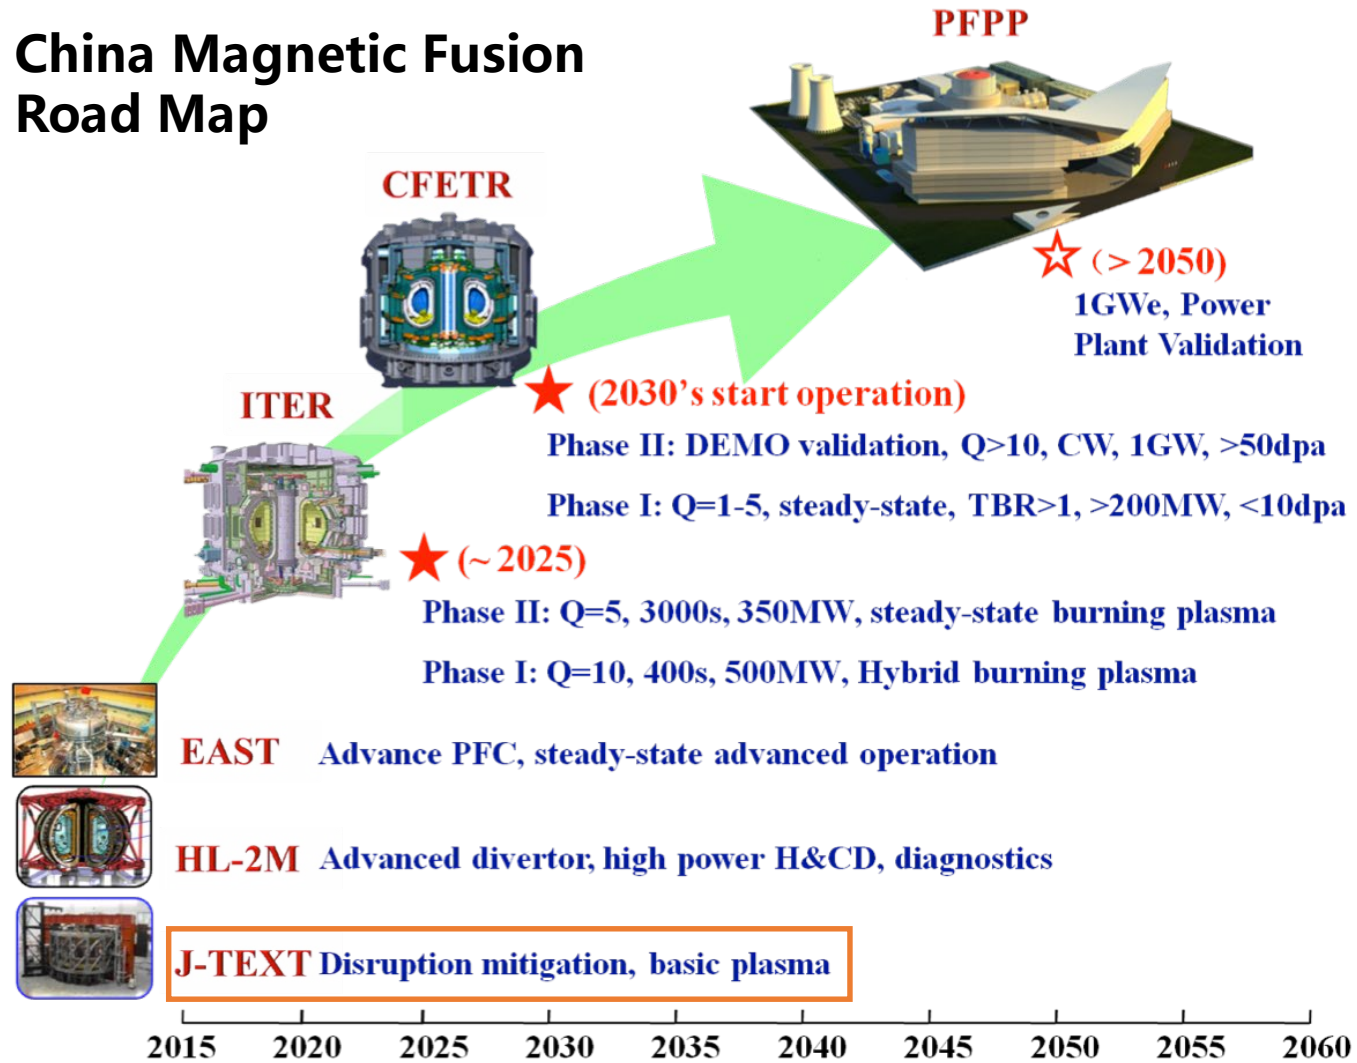 China Magnetic Fusion
Road Map
PFPP
CFETR
(> 2050)
1GWe, Power
Plant Validation
ITER
(2030's start operation)
Phase II: DEMO validation, Q>10, CW, 1GW, >50dpa
Phase I: Q=1-5, steady-state, TBR>1, >200MW, <10dpa
(~ 2025)
Phase II: Q=5, 3000s, 350MW, steady-state burning plasma
Phase I: Q=10, 400s, 500MW, Hybrid burning plasma
EAST Advance PFC, steady-state advanced operation
HL-2M Advanced divertor, high power H&CD, diagnostics
J-TEXT Disruption mitigation, basic plasma
2015 2020 2025 2030 2035 2040 2045 2050 2055 2060